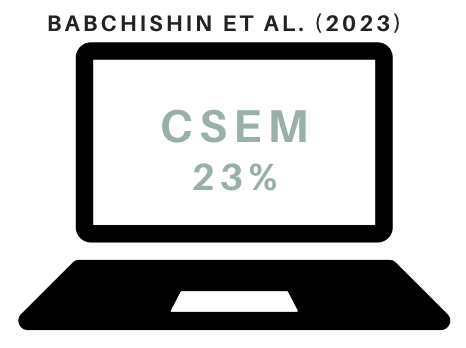 BABCHISHIN ET AL. (2023)
CSEM
23%